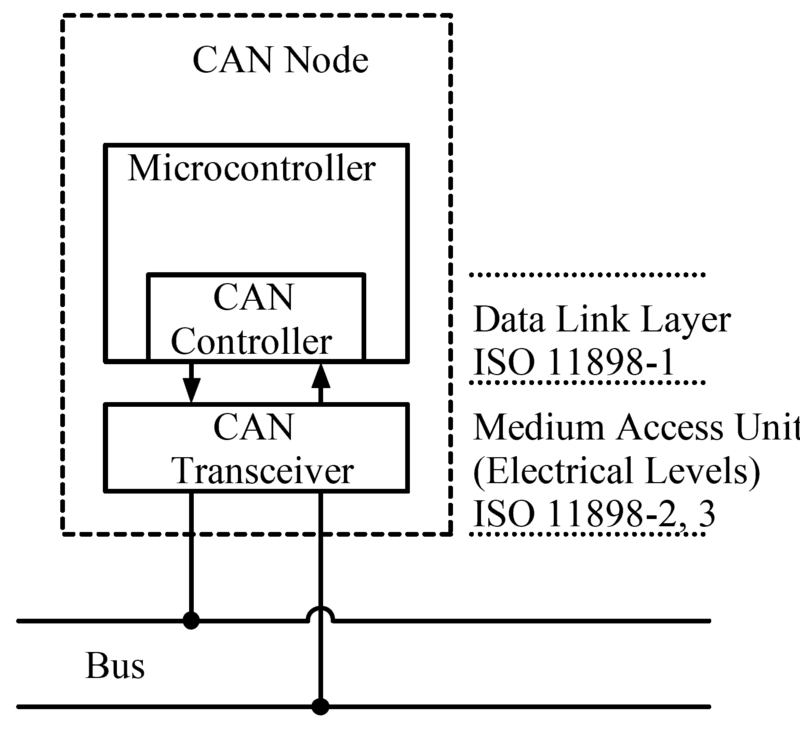 CAN Node
Microcontroller
CAN
Controller
Data Link Layer
ISO 11898-1
CAN
Transceiver
Medium Access Unit
(Electrical Levels)
ISO 11898-2, 3
Bus